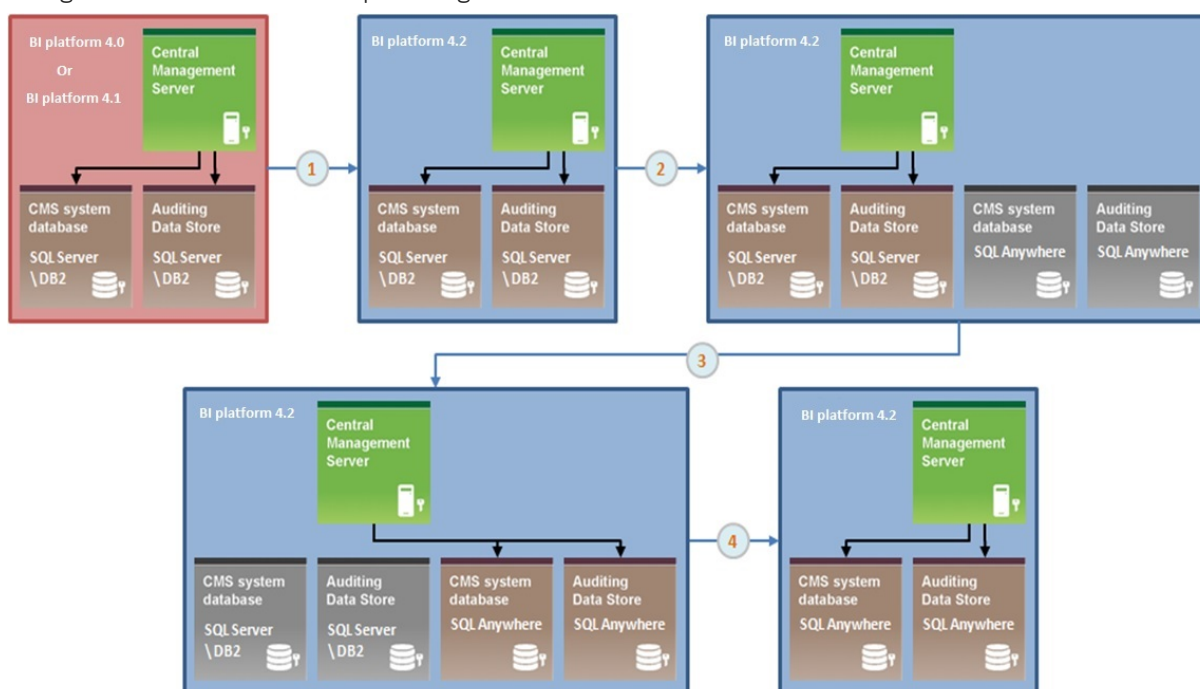 BI platform 4.0
Or
BI platform 4.1
Central
Management
Server
CMS system
database
SQL Server
\DB2
Auditing
Data Store
SQL Server
\DB2
1
BI platform 4.2
Central
Management
Server
CMS system
database
SQL Server
\DB2
Auditing
Data Store
SQL Server
\DB2
2
BI platform 4.2
Central
Management
Server
CMS system
database
SQL Server
\DB2
Auditing
Data Store
SQL Server
\DB2
CMS system
database
SQL Anywhere
Auditing
Data Store
SQL Anywhere
3
BI platform 4.2
Central
Management
Server
CMS system
database
SQL Server
\DB2
Auditing
Data Store
SQL Server
\DB2
CMS system
database
SQL Anywhere
Auditing
Data Store
SQL Anywhere
4
BI platform 4.2
Central
Management
Server
CMS system
database
SQL Anywhere
Auditing
Data Store
SQL Anywhere